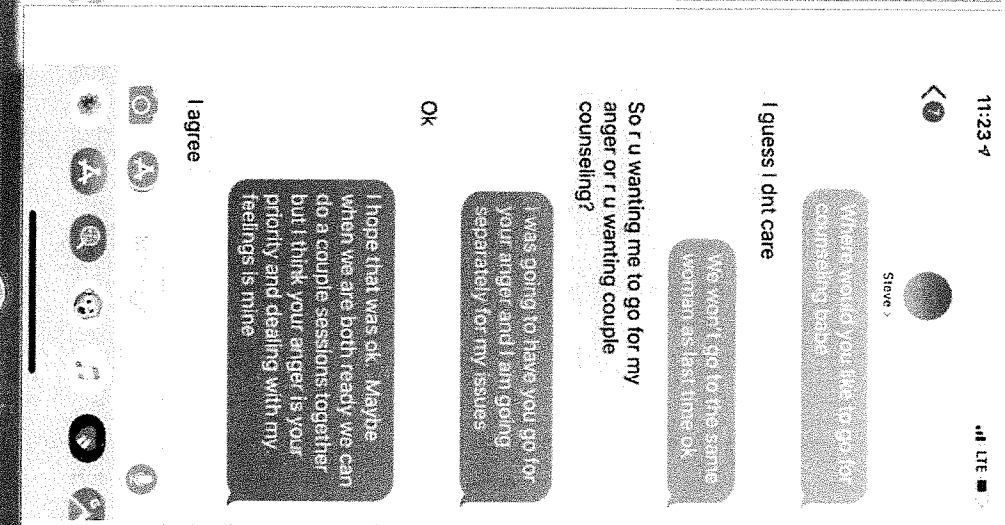 11:23
LTE
Steve >
Where would you like to go for
counseling babe
I guess I dnt care
We won't go to the same
woman as last time ok
So r u wanting me to go for my
anger or r u wanting couple
counseling?
I was going to have you go for
your anger and I am going
separately for my issues
Ok
I hope that was ok. Maybe
when we are both ready we can
do a couple sessions together
but I think your anger is your
priority and dealing with my
feelings is mine
I agree